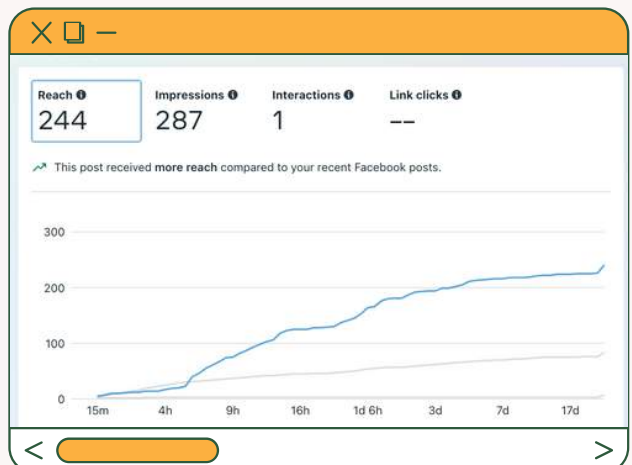 Reach
Impressions
Interactions
Link clicks
244
287
1
--
This post received more reach compared to your recent Facebook posts.
300
200
100
0
15m 4h 9h 16h 1d 6h 3d 7d 17d